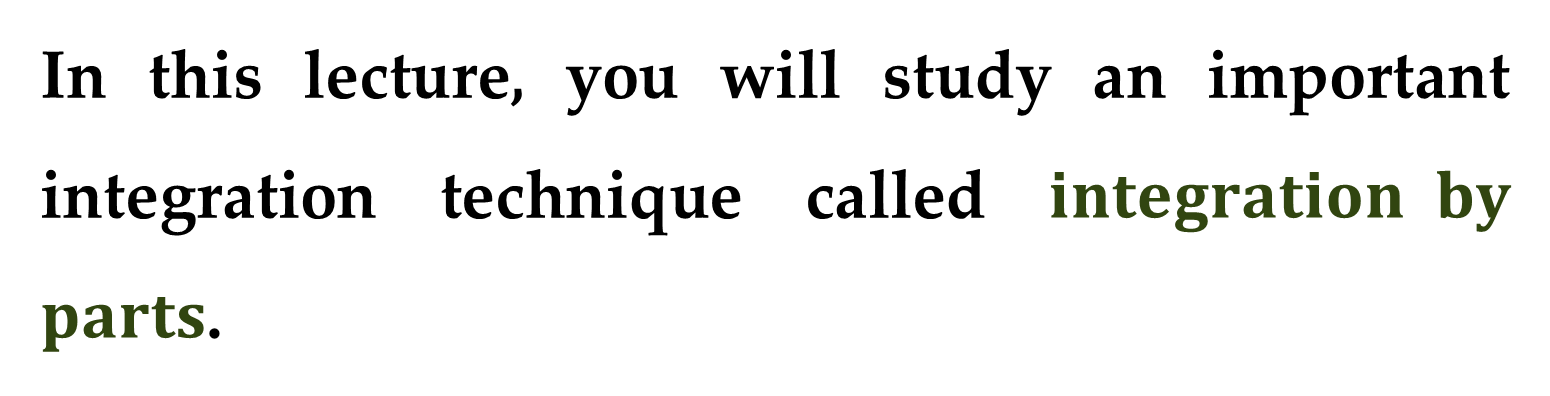 In this lecture, you will study an important
integration technique called integration by
parts.